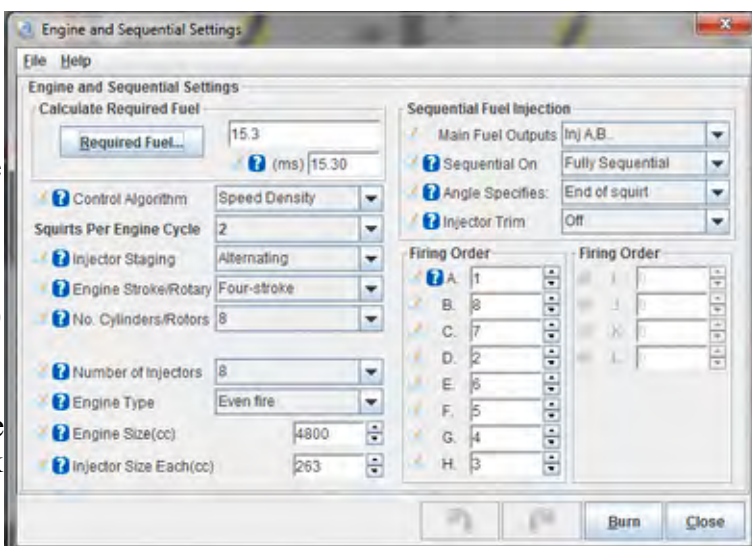 Engine and Sequential Settings
File Help
Engine and Sequential Settings
Calculate Required Fuel
Required Fuel...
15.3
(ms) 15.30
Control Algorithm Speed Density
Squirts Per Engine Cycle 2
Injector Staging Alternating
Engine Stroke/Rotary Four-stroke
No. Cylinders/Rotors 8
Number of Injectors 8
Engine Type Even fire
Engine Size(cc) 4800
Injector Size Each(cc) 263
Sequential Fuel Injection
Main Fuel Outputs Inj A,B..
Sequential On Fully Sequential
Angle Specifies: End of squirt
Injector Trim Off
Firing Order
A. 1
B. 8
C. 7
D. 2
E. 6
F. 5
G. 4
H. 3
Firing Order
I. 0
J. 0
K. 0
L. 0
Burn Close